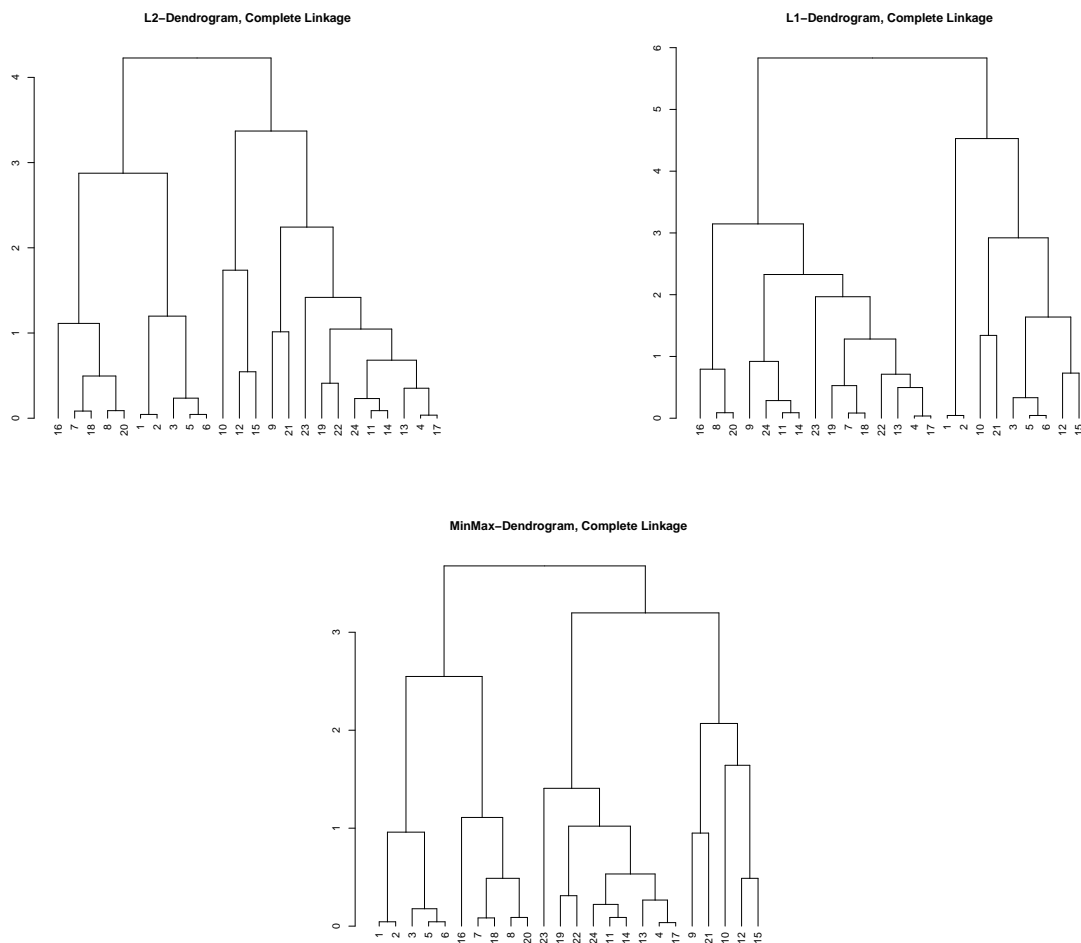 L2−Dendrogram, Complete Linkage
0 1 2 3 4
16 7 18 8 20 1 2 3 5 6 10 12 15 9 21 23 19 22 24 11 14 13 4 17
L1−Dendrogram, Complete Linkage
0 1 2 3 4 5 6
16 8 20 9 24 11 14 23 19 7 18 22 13 4 17 1 2 10 21 3 5 6 12 15
MinMax−Dendrogram, Complete Linkage
0 1 2 3
1 2 3 5 6 16 7 18 8 20 23 19 22 24 11 14 13 4 17 9 21 10 12 15